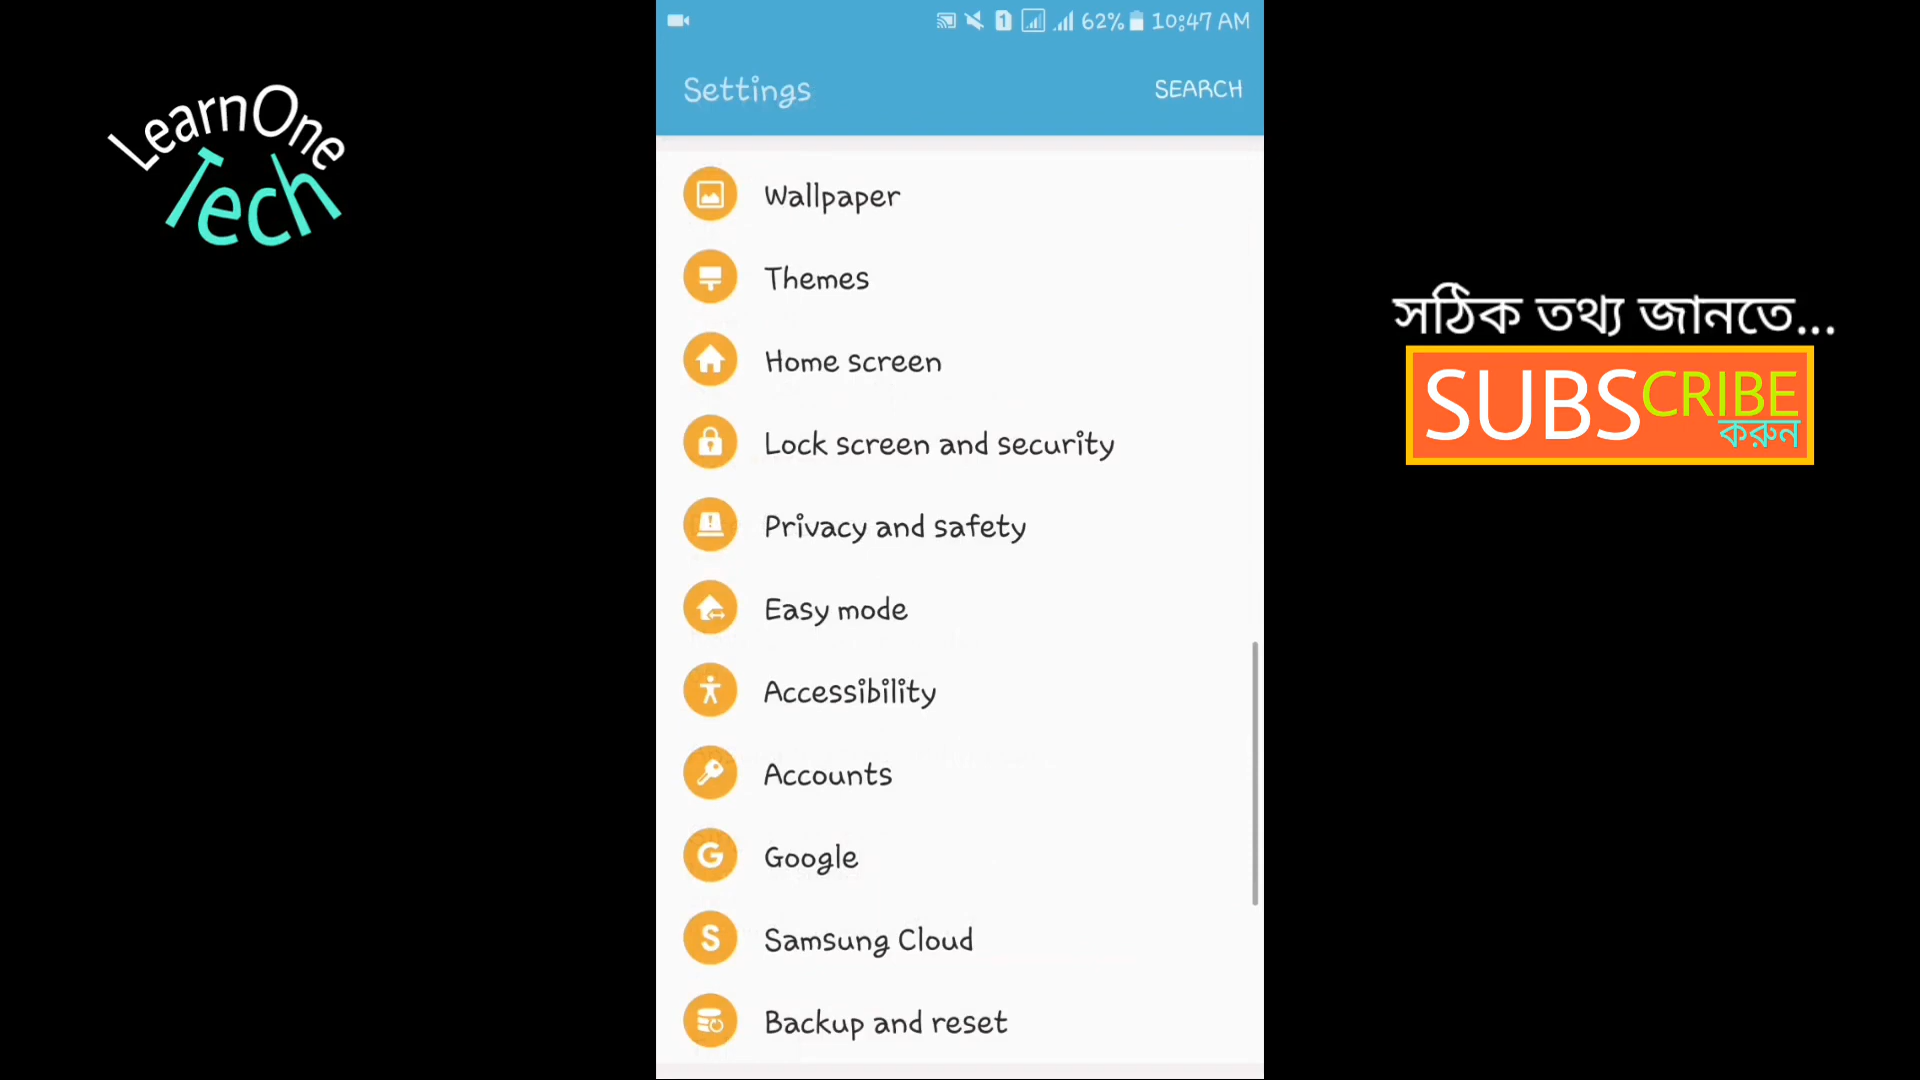 LearnOne
Tech
1 62% 10:47 AM
Settings
SEARCH
Wallpaper
Themes
Home screen
Lock screen and security
Privacy and safety
Easy mode
Accessibility
Accounts
G Google
S Samsung Cloud
Backup and reset
সঠিক তথ্য জানতে...
SUBSCRIBE
করুন